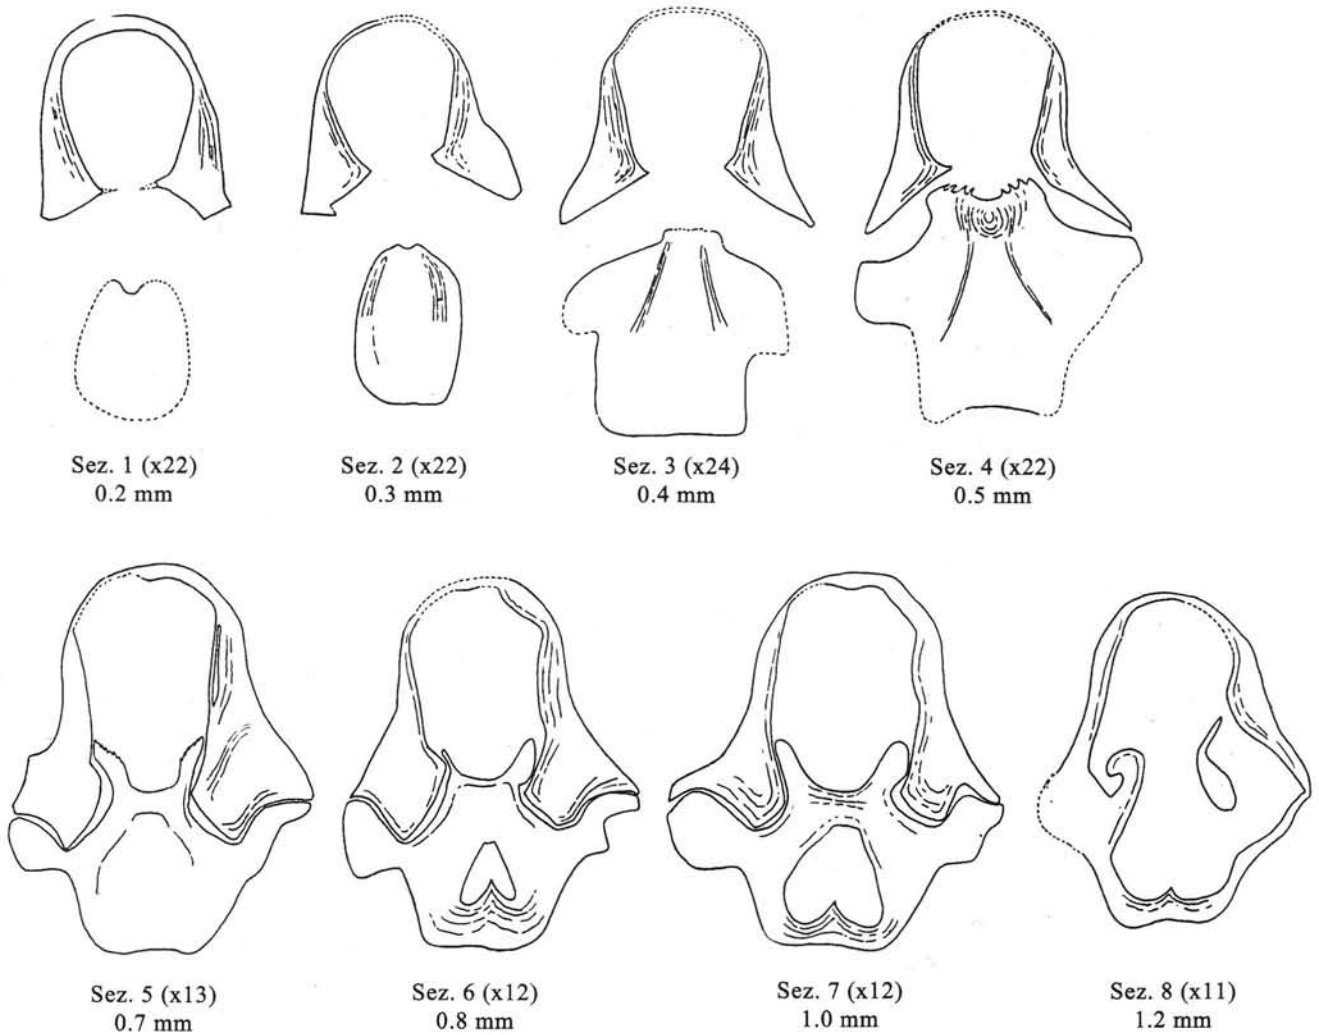 Sez. 1 (x22)
0.2 mm
Sez. 2 (x22)
0.3 mm
Sez. 3 (x24)
0.4 mm
Sez. 4 (x22)
0.5 mm
Sez. 5 (x13)
0.7 mm
Sez. 6 (x12)
0.8 mm
Sez. 7 (x12)
1.0 mm
Sez. 8 (x11)
1.2 mm